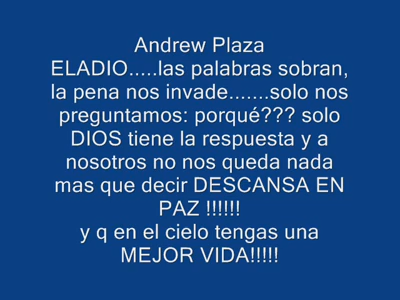 Andrew Plaza
ELADIO.....las palabras sobran,
la pena nos invade.......solo nos
preguntamos: porqué??? solo
DIOS tiene la respuesta y a
nosotros no nos queda nada
mas que decir DESCANSA EN
PAZ !!!!!!
y q en el cielo tengas una
MEJOR VIDA!!!!!